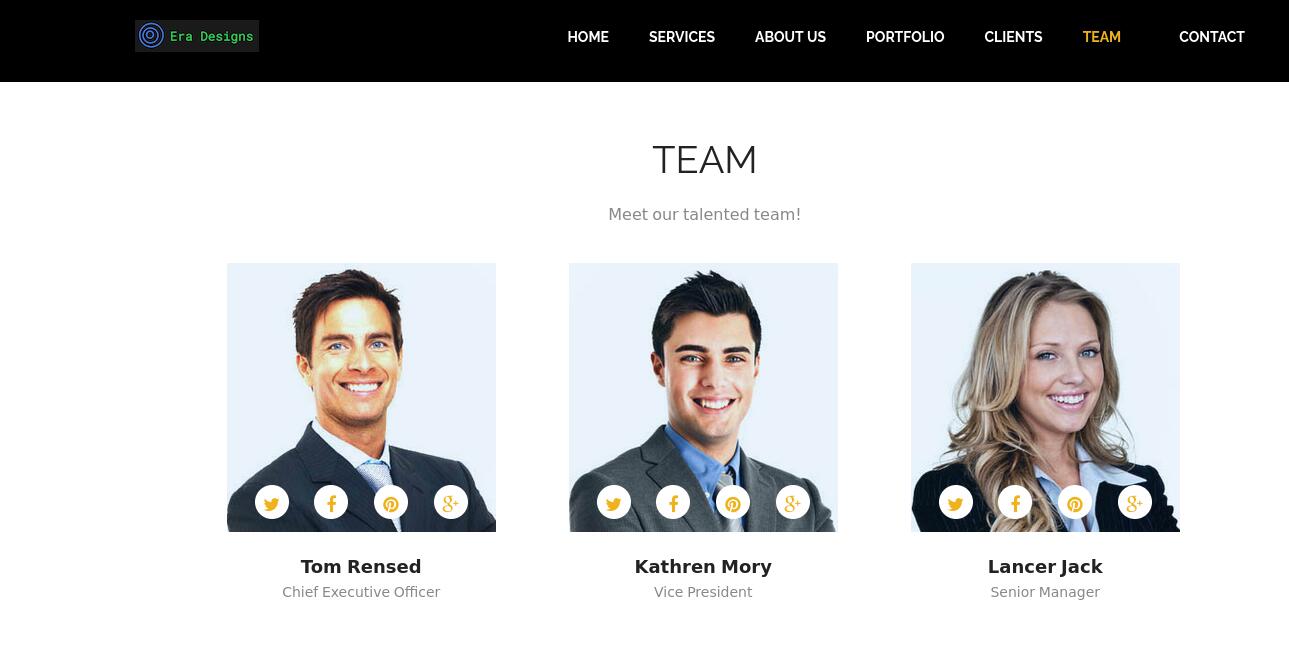 Era Designs
HOME SERVICES ABOUT US PORTFOLIO CLIENTS TEAM CONTACT
TEAM
Meet our talented team!
Tom Rensed Kathren Mory Lancer Jack
Chief Executive Officer Vice President Senior Manager